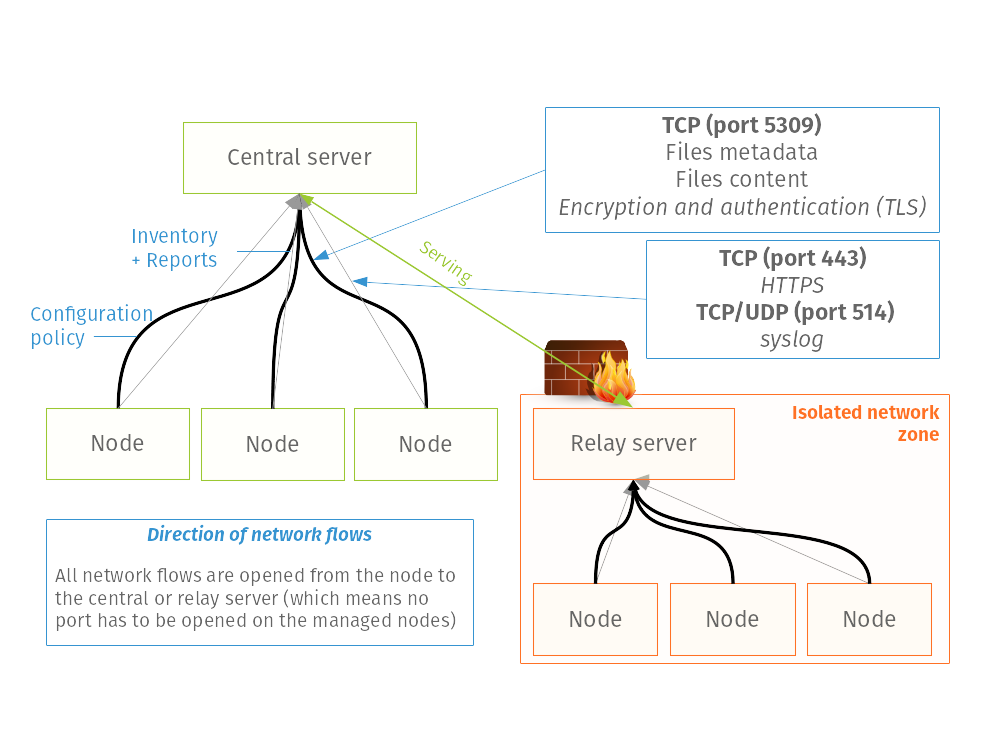 Central server
TCP (port 5309)
Files metadata
Files content
Encryption and authentication (TLS)
Inventory
+ Reports
Serving
TCP (port 443)
HTTPS
TCP/UDP (port 514)
syslog
Configuration
policy
Node
Node
Node
Isolated network
zone
Relay server
Direction of network flows
All network flows are opened from the node to
the central or relay server (which means no
port has to be opened on the managed nodes)
Node
Node
Node